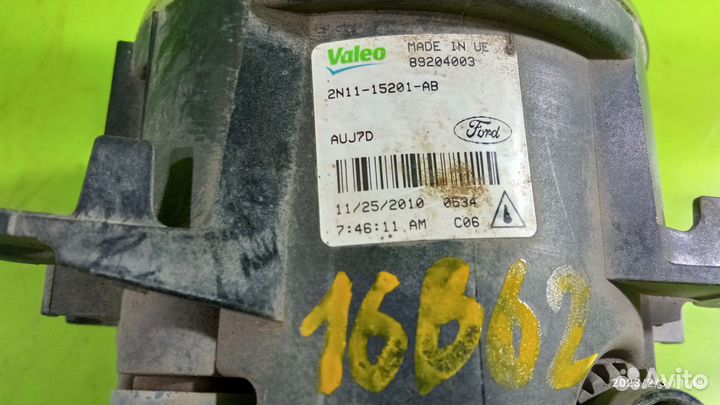 Valeo
MADE IN UE
89204003
2N11-15201-AB
AUJ7D
Ford
11/25/2010 0534
7:46:11 AM C06
16B62
Avito